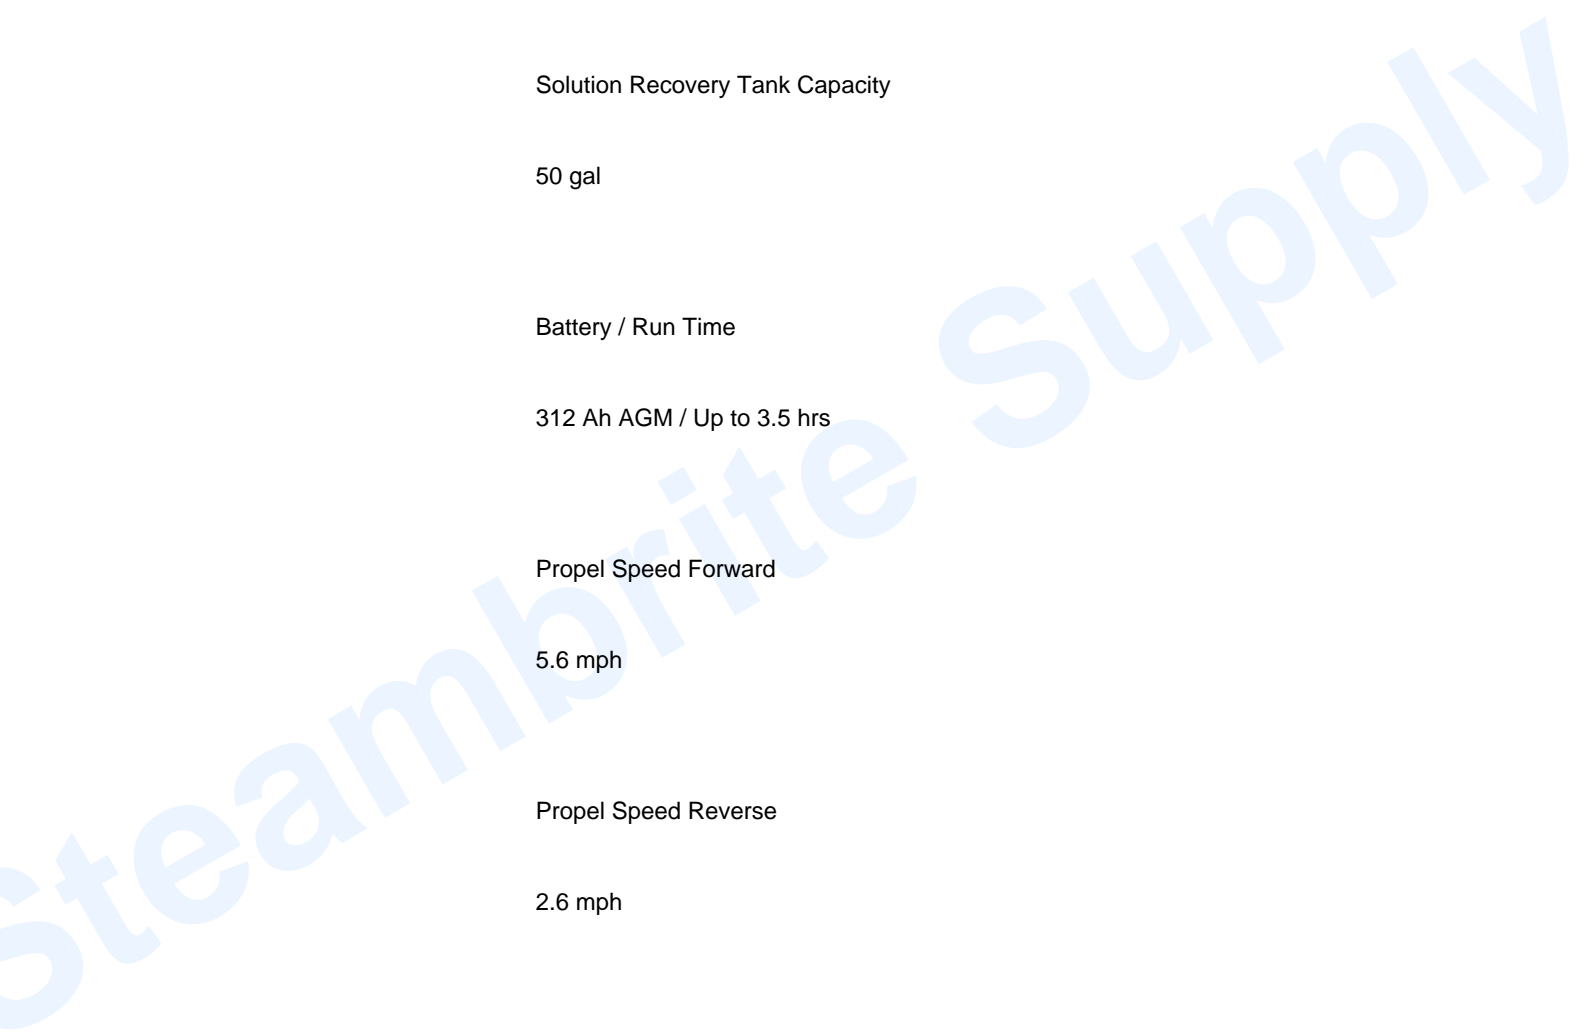 Solution Recovery Tank Capacity
50 gal
Battery / Run Time
312 Ah AGM / Up to 3.5 hrs
Propel Speed Forward
5.6 mph
Propel Speed Reverse
2.6 mph
Steambrite Supply